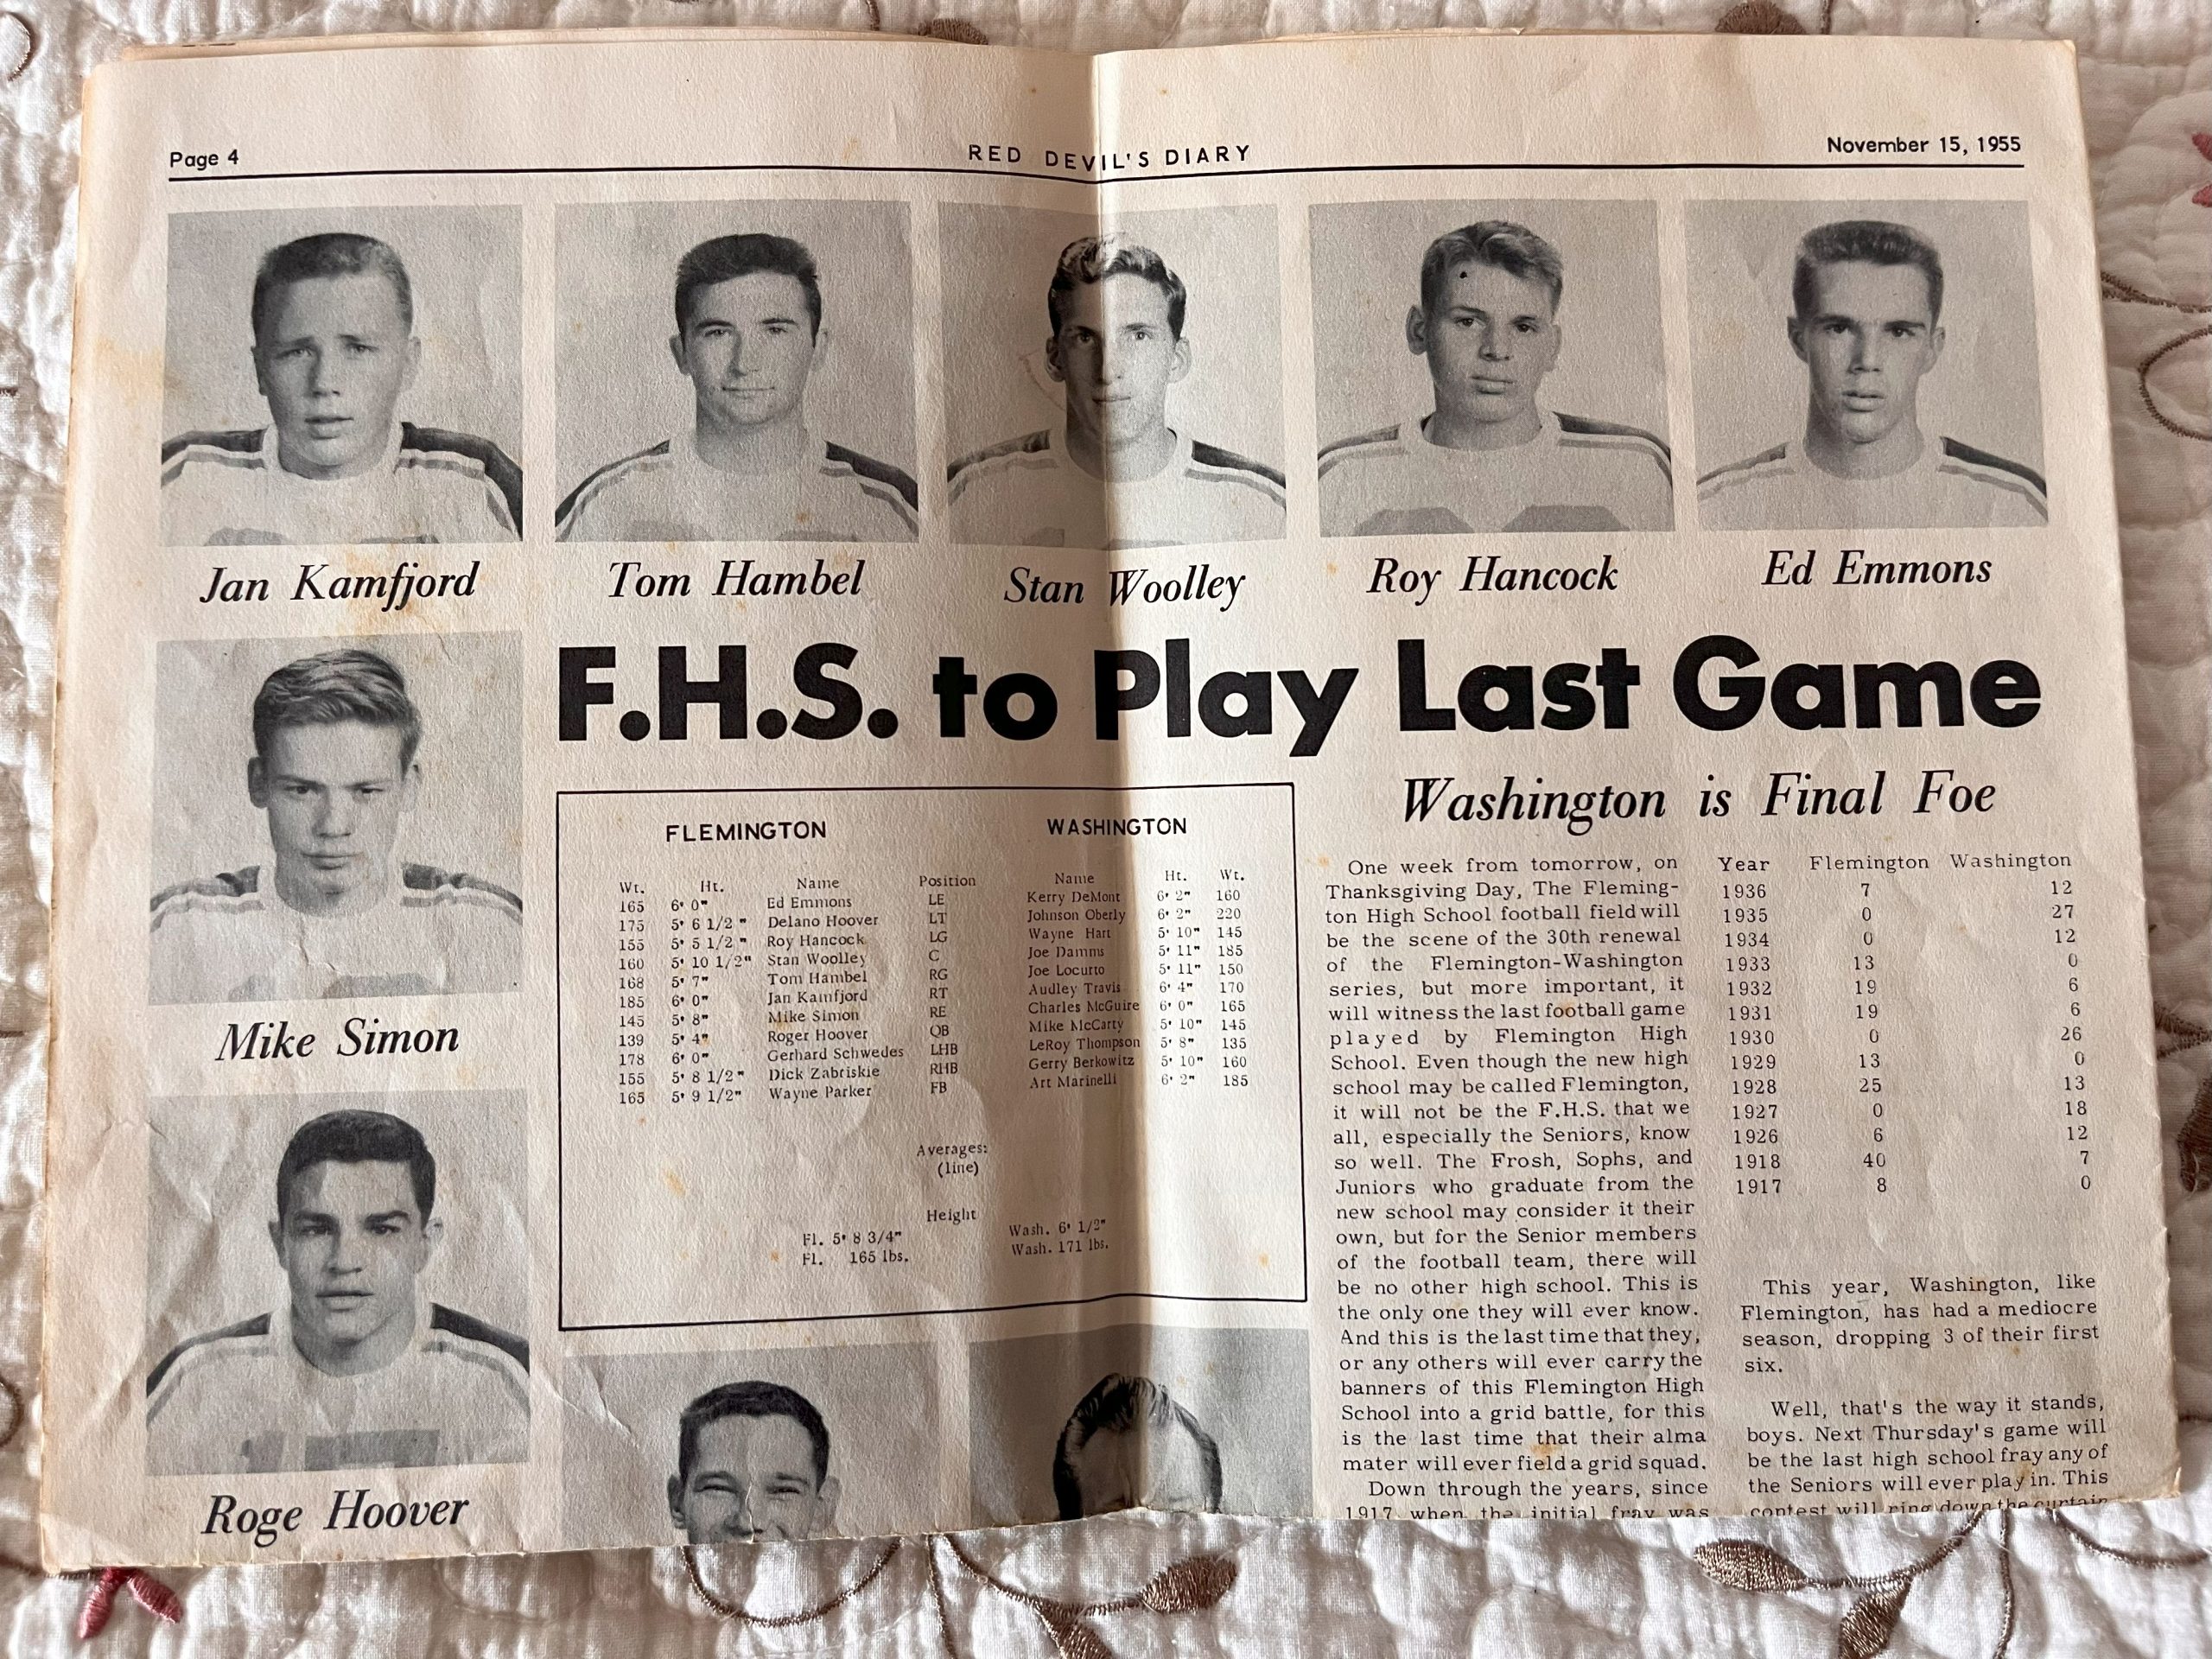 Page 4
RED DEVIL'S DIARY
November 15, 1955
Jan Kamfjord
Tom Hambel
Stan Woolley
Roy Hancock
Ed Emmons
Mike Simon
Roge Hoover
F.H.S. to Play Last Game
Washington is Final Foe
FLEMINGTON WASHINGTON
Wt. Ht. Name Position Name Ht. Wt.
165 6' 0" Ed Emmons LE Kerry DeMont 6' 2" 160
175 5' 6 1/2 " Delano Hoover LT Johnson Oberly 6' 2" 220
155 5' 5 1/2 " Roy Hancock LG Wayne Hart 5' 10" 145
160 5' 10 1/2" Stan Woolley C Joe Damms 5' 11" 185
168 5' 7" Tom Hambel RG Joe Locurto 5' 11" 150
185 6' 0" Jan Kamfjord RT Audley Travis 6' 4" 170
145 5' 8" Mike Simon RE Charles McGuire 6' 0" 165
139 5' 4" Roger Hoover QB Mike McCarty 5' 10" 145
178 6' 0" Gerhard Schwedes LHB LeRoy Thompson 5' 8" 135
155 5' 8 1/2 " Dick Zabriskie RHB Gerry Berkowitz 5' 10" 160
165 5' 9 1/2" Wayne Parker FB Art Marinelli 6' 2" 185
Averages:
(line)
Height
Fl. 5' 8 3/4" Wash. 6' 1/2"
Fl. 165 lbs. Wash. 171 lbs.
One week from tomorrow, on
Thanksgiving Day, The Fleming-
ton High School football field will
be the scene of the 30th renewal
of the Flemington-Washington
series, but more important, it
will witness the last football game
played by Flemington High
School. Even though the new high
school may be called Flemington,
it will not be the F.H.S. that we
all, especially the Seniors, know
so well. The Frosh, Sophs, and
Juniors who graduate from the
new school may consider it their
own, but for the Senior members
of the football team, there will
be no other high school. This is
the only one they will ever know.
And this is the last time that they,
or any others will ever carry the
banners of this Flemington High
School into a grid battle, for this
is the last time that their alma
mater will ever field a grid squad.
Down through the years, since
1917 when the initial fray was
Year Flemington Washington
1936 7 12
1935 0 27
1934 0 12
1933 13 0
1932 19 6
1931 19 6
1930 0 26
1929 13 0
1928 25 13
1927 0 18
1926 6 12
1918 40 7
1917 8 0
This year, Washington, like
Flemington, has had a mediocre
season, dropping 3 of their first
six.
Well, that's the way it stands,
boys. Next Thursday's game will
be the last high school fray any of
the Seniors will ever play in. This
contest will ring down the curtain